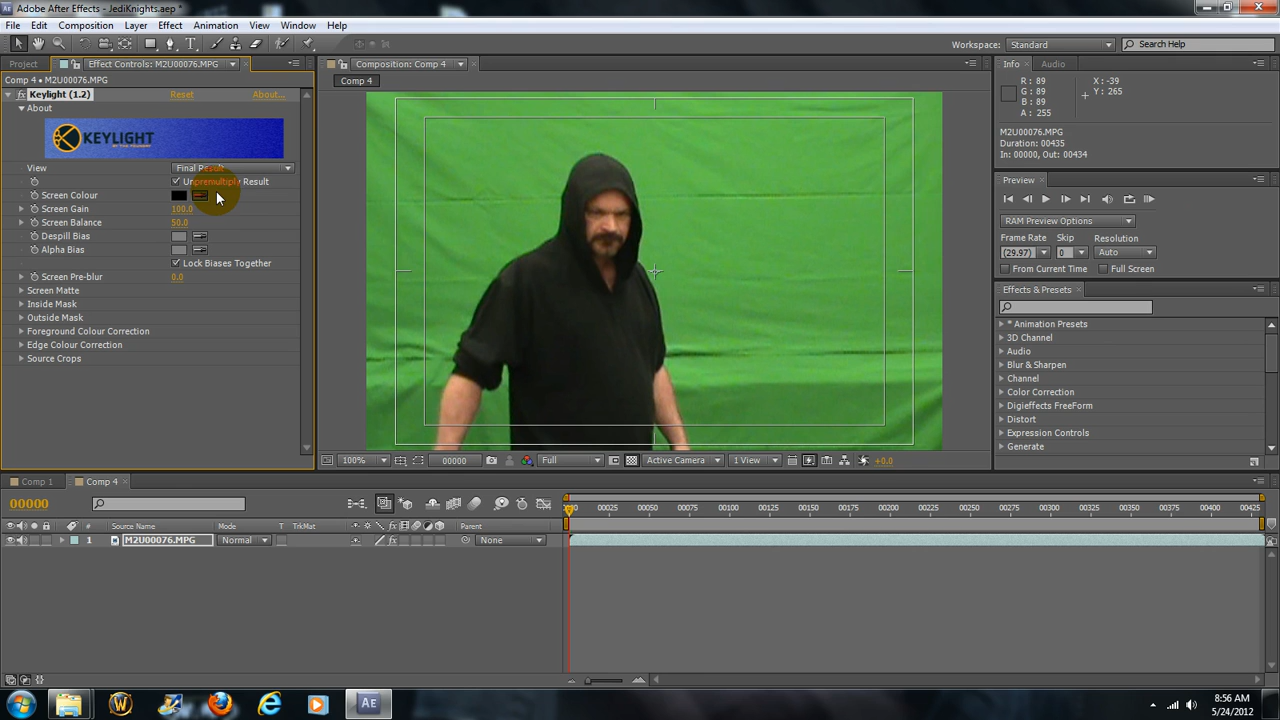 Adobe After Effects - JediKnights.aep *
File Edit Composition Layer Effect Animation View Window Help
Workspace: Standard Search Help
Project Effect Controls: M2U00076.MPG Composition: Comp 4 Info Audio
Comp 4 • M2U00076.MPG Comp 4
Keylight (1.2) Reset About...
About
KEYLIGHT
View Final Result
Unpremultiply Result
Screen Colour
Screen Gain 100.0
Screen Balance 50.0
Despill Bias
Alpha Bias
Lock Biases Together
Screen Pre-blur 0.0
Screen Matte
Inside Mask
Outside Mask
Foreground Colour Correction
Edge Colour Correction
Source Crops
R: 89 X: -39
G: 89 Y: 265
B: 89
A: 255
M2U00076.MPG
Duration: 00435
In: 00000, Out: 00434
Preview
RAM Preview Options
Frame Rate Skip Resolution
(29.97) 0 Auto
From Current Time Full Screen
Effects & Presets
* Animation Presets
3D Channel
Audio
Blur & Sharpen
Channel
Color Correction
Digieffects FreeForm
Distort
Expression Controls
Generate
100% 00000 Full Active Camera 1 View +0.0
Comp 1 Comp 4
00000
00025 00050 00075 00100 00125 00150 00175 00200 00225 00250 00275 00300 00325 00350 00375 00400 00425
# Source Name Mode T TrkMat Parent
1 M2U00076.MPG Normal None
8:56 AM
5/24/2012